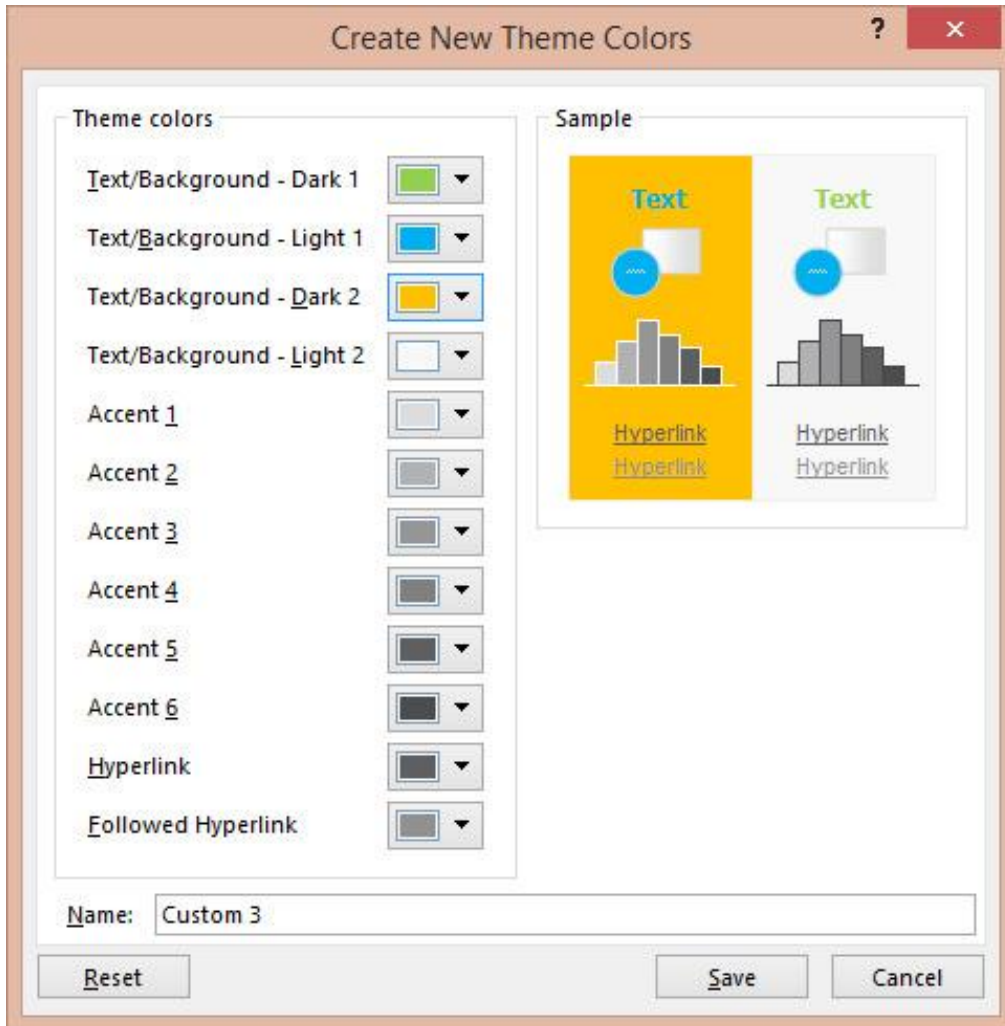 Create New Theme Colors
?
Theme colors
Text/Background - Dark 1
Text/Background - Light 1
Text/Background - Dark 2
Text/Background - Light 2
Accent 1
Accent 2
Accent 3
Accent 4
Accent 5
Accent 6
Hyperlink
Followed Hyperlink
Sample
Text Text
Hyperlink Hyperlink
Hyperlink Hyperlink
Name: Custom 3
Reset Save Cancel